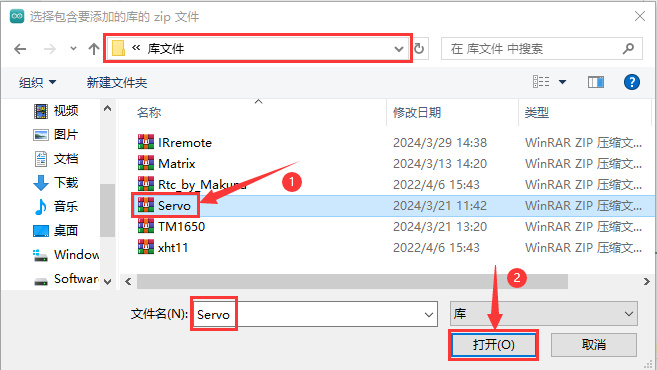 选择包含要添加的库的 zip 文件
库文件
在 库文件 中搜索
组织 新建文件夹
名称 修改日期 类型
视频
图片
文档
下载
音乐
桌面
Window
Software
IRremote 2024/3/29 14:38 WinRAR ZIP 压缩文...
Matrix 2024/3/13 14:20 WinRAR ZIP 压缩文...
Rtc_by_Makuna 2022/4/6 15:43 WinRAR ZIP 压缩文...
Servo 2024/3/21 11:42 WinRAR ZIP 压缩文...
TM1650 2024/3/21 13:20 WinRAR ZIP 压缩文...
xht11 2022/4/6 15:43 WinRAR ZIP 压缩文...
1
2
文件名(N): Servo 库
打开(O) 取消